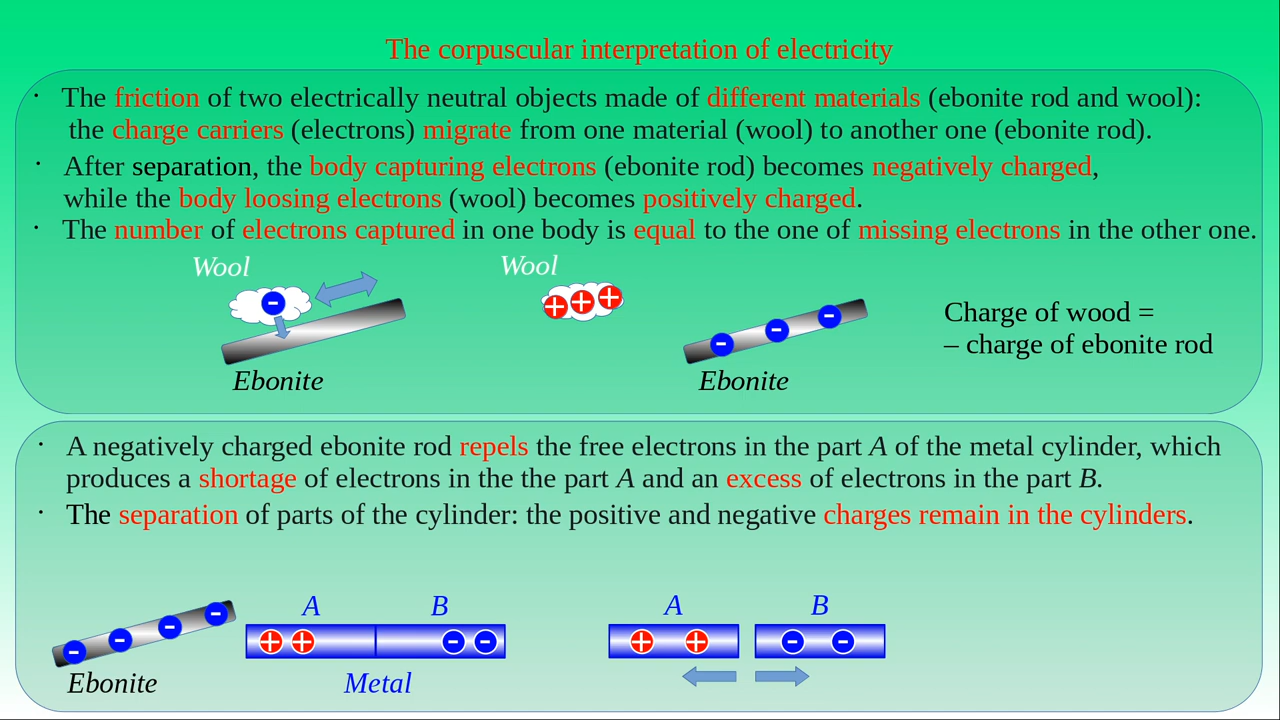 The corpuscular interpretation of electricity
· The friction of two electrically neutral objects made of different materials (ebonite rod and wool):
the charge carriers (electrons) migrate from one material (wool) to another one (ebonite rod).
· After separation, the body capturing electrons (ebonite rod) becomes negatively charged,
while the body loosing electrons (wool) becomes positively charged.
· The number of electrons captured in one body is equal to the one of missing electrons in the other one.
Wool
Wool
Charge of wood =
– charge of ebonite rod
Ebonite
Ebonite
· A negatively charged ebonite rod repels the free electrons in the part A of the metal cylinder, which
produces a shortage of electrons in the the part A and an excess of electrons in the part B.
· The separation of parts of the cylinder: the positive and negative charges remain in the cylinders.
A B
A B
Ebonite
Metal